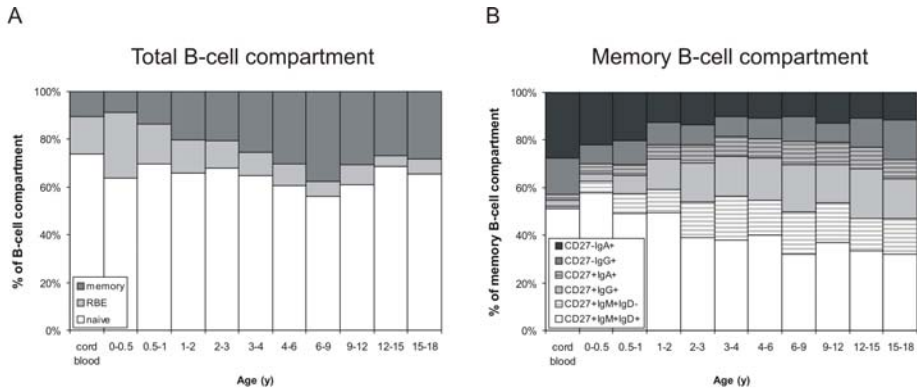 A
Total B-cell compartment
% of B-cell compartment
100%
80%
60%
40%
20%
0%
memory
RBE
naive
cord blood
0-0.5
0.5-1
1-2
2-3
3-4
4-6
6-9
9-12
12-15
15-18
Age (y)
B
Memory B-cell compartment
% of memory B-cell compartment
100%
80%
60%
40%
20%
0%
CD27-IgA+
CD27-IgG+
CD27+IgA+
CD27+IgG+
CD27+IgM+IgD-
CD27+IgM+IgD+
cord blood
0-0.5
0.5-1
1-2
2-3
3-4
4-6
6-9
9-12
12-15
15-18
Age (y)